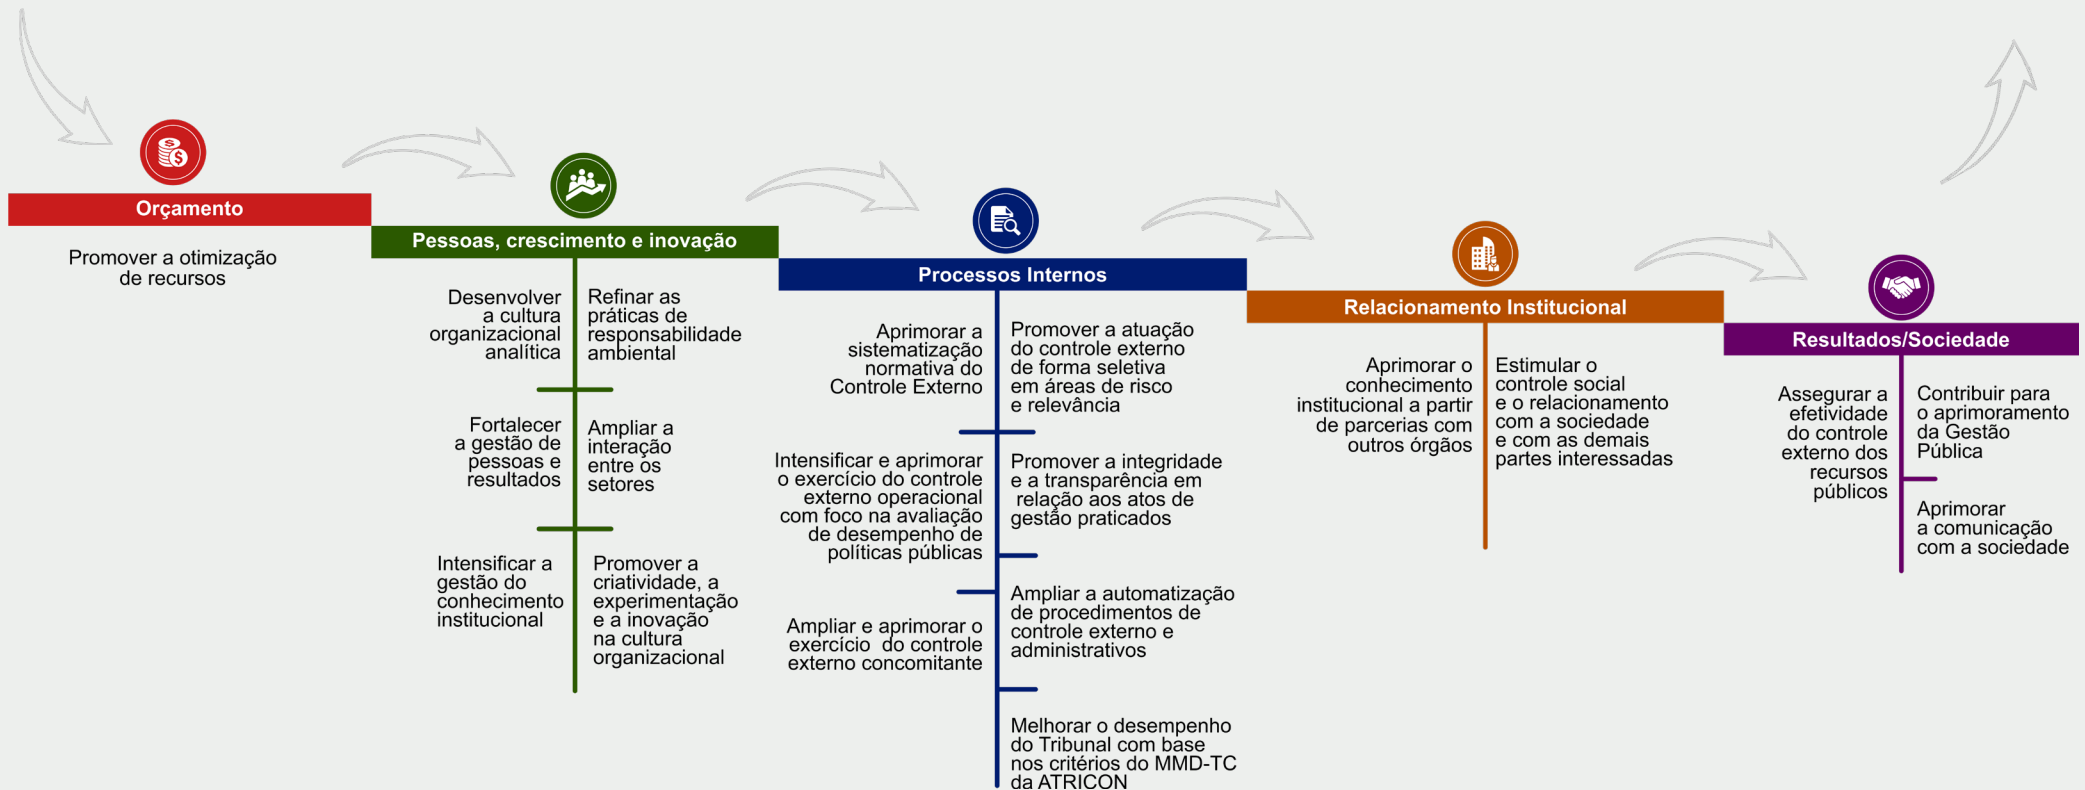 Orçamento
Promover a otimização
de recursos
Pessoas, crescimento e inovação
Desenvolver
a cultura
organizacional
analítica
Refinar as
práticas de
responsabilidade
ambiental
Fortalecer
a gestão de
pessoas e
resultados
Ampliar a
interação
entre os
setores
Intensificar a
gestão do
conhecimento
institucional
Promover a
criatividade, a
experimentação
e a inovação
na cultura
organizacional
Processos Internos
Aprimorar a
sistematização
normativa do
Controle Externo
Promover a atuação
do controle externo
de forma seletiva
em áreas de risco
e relevância
Intensificar e aprimorar
o exercício do controle
externo operacional
com foco na avaliação
de desempenho de
políticas públicas
Promover a integridade
e a transparência em
relação aos atos de
gestão praticados
Ampliar e aprimorar o
exercício do controle
externo concomitante
Ampliar a automatização
de procedimentos de
controle externo e
administrativos
Melhorar o desempenho
do Tribunal com base
nos critérios do MMD-TC
da ATRICON
Relacionamento Institucional
Aprimorar o
conhecimento
institucional a partir
de parcerias com
outros órgãos
Estimular o
controle social
e o relacionamento
com a sociedade
e com as demais
partes interessadas
Resultados/Sociedade
Assegurar a
efetividade
do controle
externo dos
recursos
públicos
Contribuir para
o aprimoramento
da Gestão
Pública
Aprimorar
a comunicação
com a sociedade